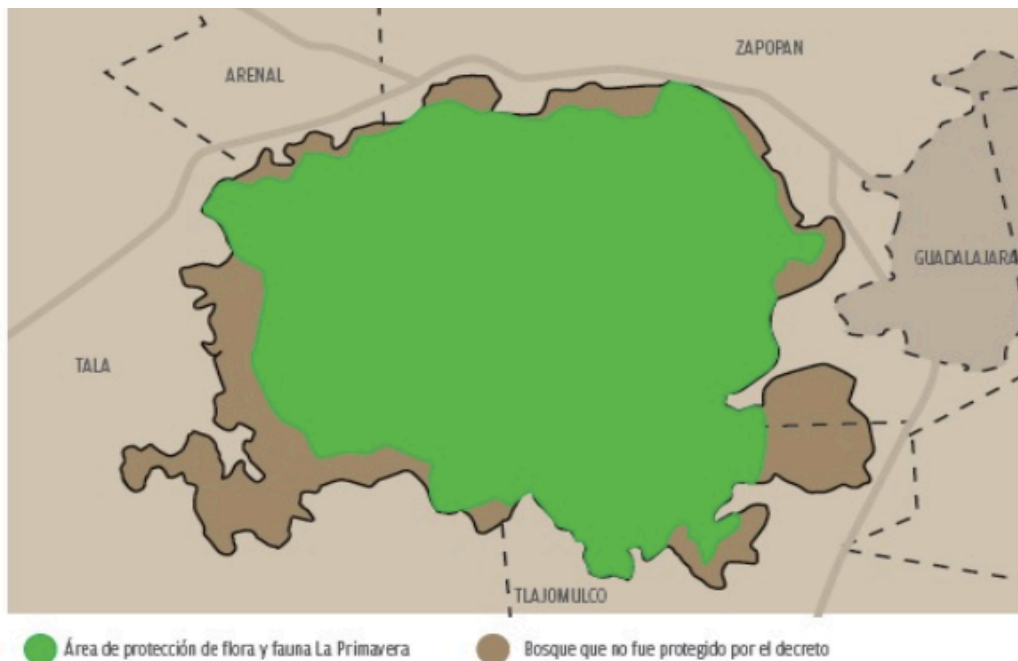 ZAPOPAN
ARENAL
GUADALAJARA
TALA
TLAJOMULCO
Área de protección de flora y fauna La Primavera
Bosque que no fue protegido por el decreto